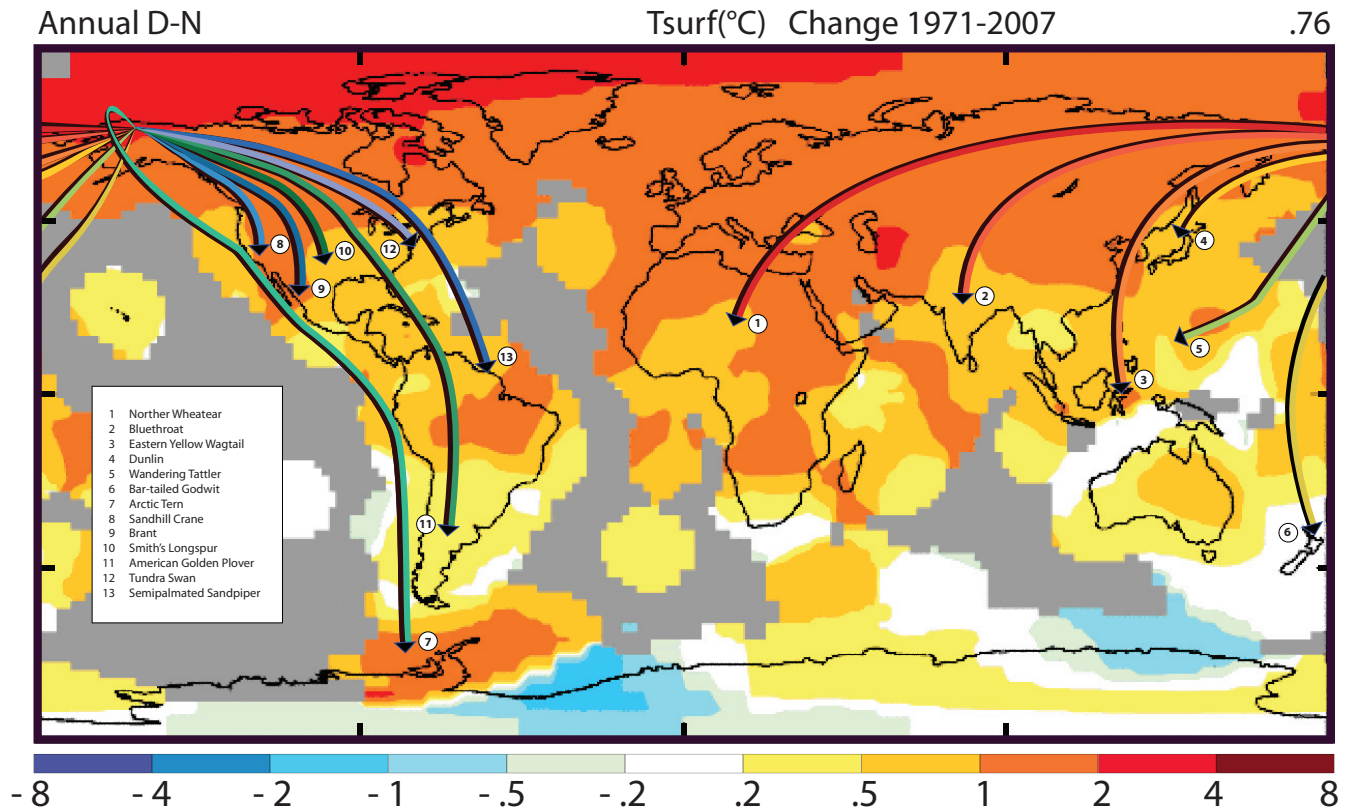 Annual D-N Tsurf(°C) Change 1971-2007 .76
8
10
12
9
13
1
2
3
4
5
11
6
7
1 Norther Wheatear
2 Bluethroat
3 Eastern Yellow Wagtail
4 Dunlin
5 Wandering Tattler
6 Bar-tailed Godwit
7 Arctic Tern
8 Sandhill Crane
9 Brant
10 Smith's Longspur
11 American Golden Plover
12 Tundra Swan
13 Semipalmated Sandpiper
- 8 - 4 - 2 - 1 - .5 - .2 .2 .5 1 2 4 8